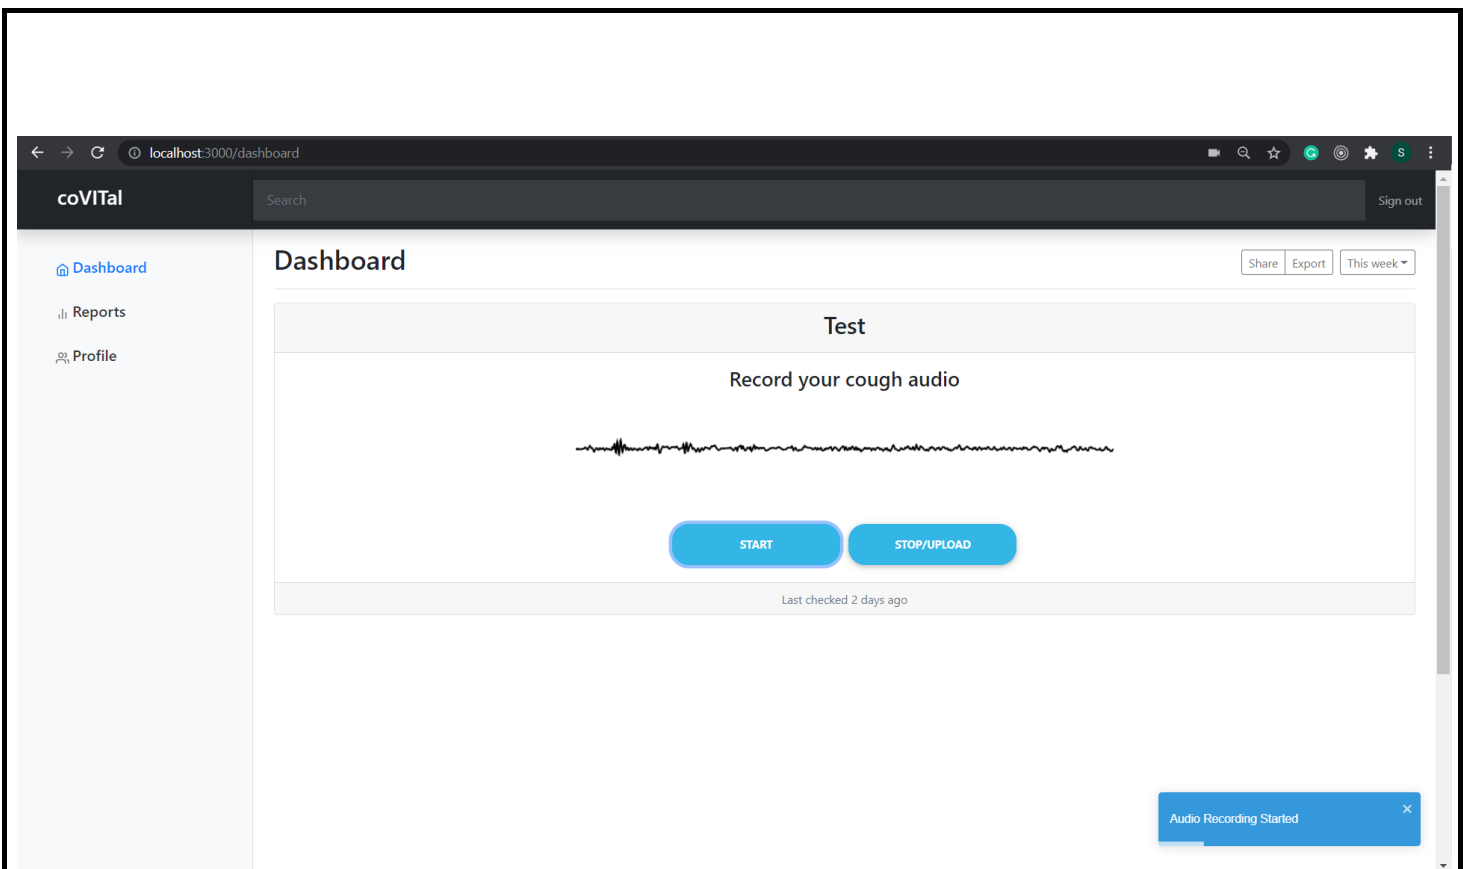 localhost:3000/dashboard
S
coVITal
Search
Sign out
Dashboard
Reports
Profile
Dashboard
Share
Export
This week
Test
Record your cough audio
START
STOP/UPLOAD
Last checked 2 days ago
Audio Recording Started